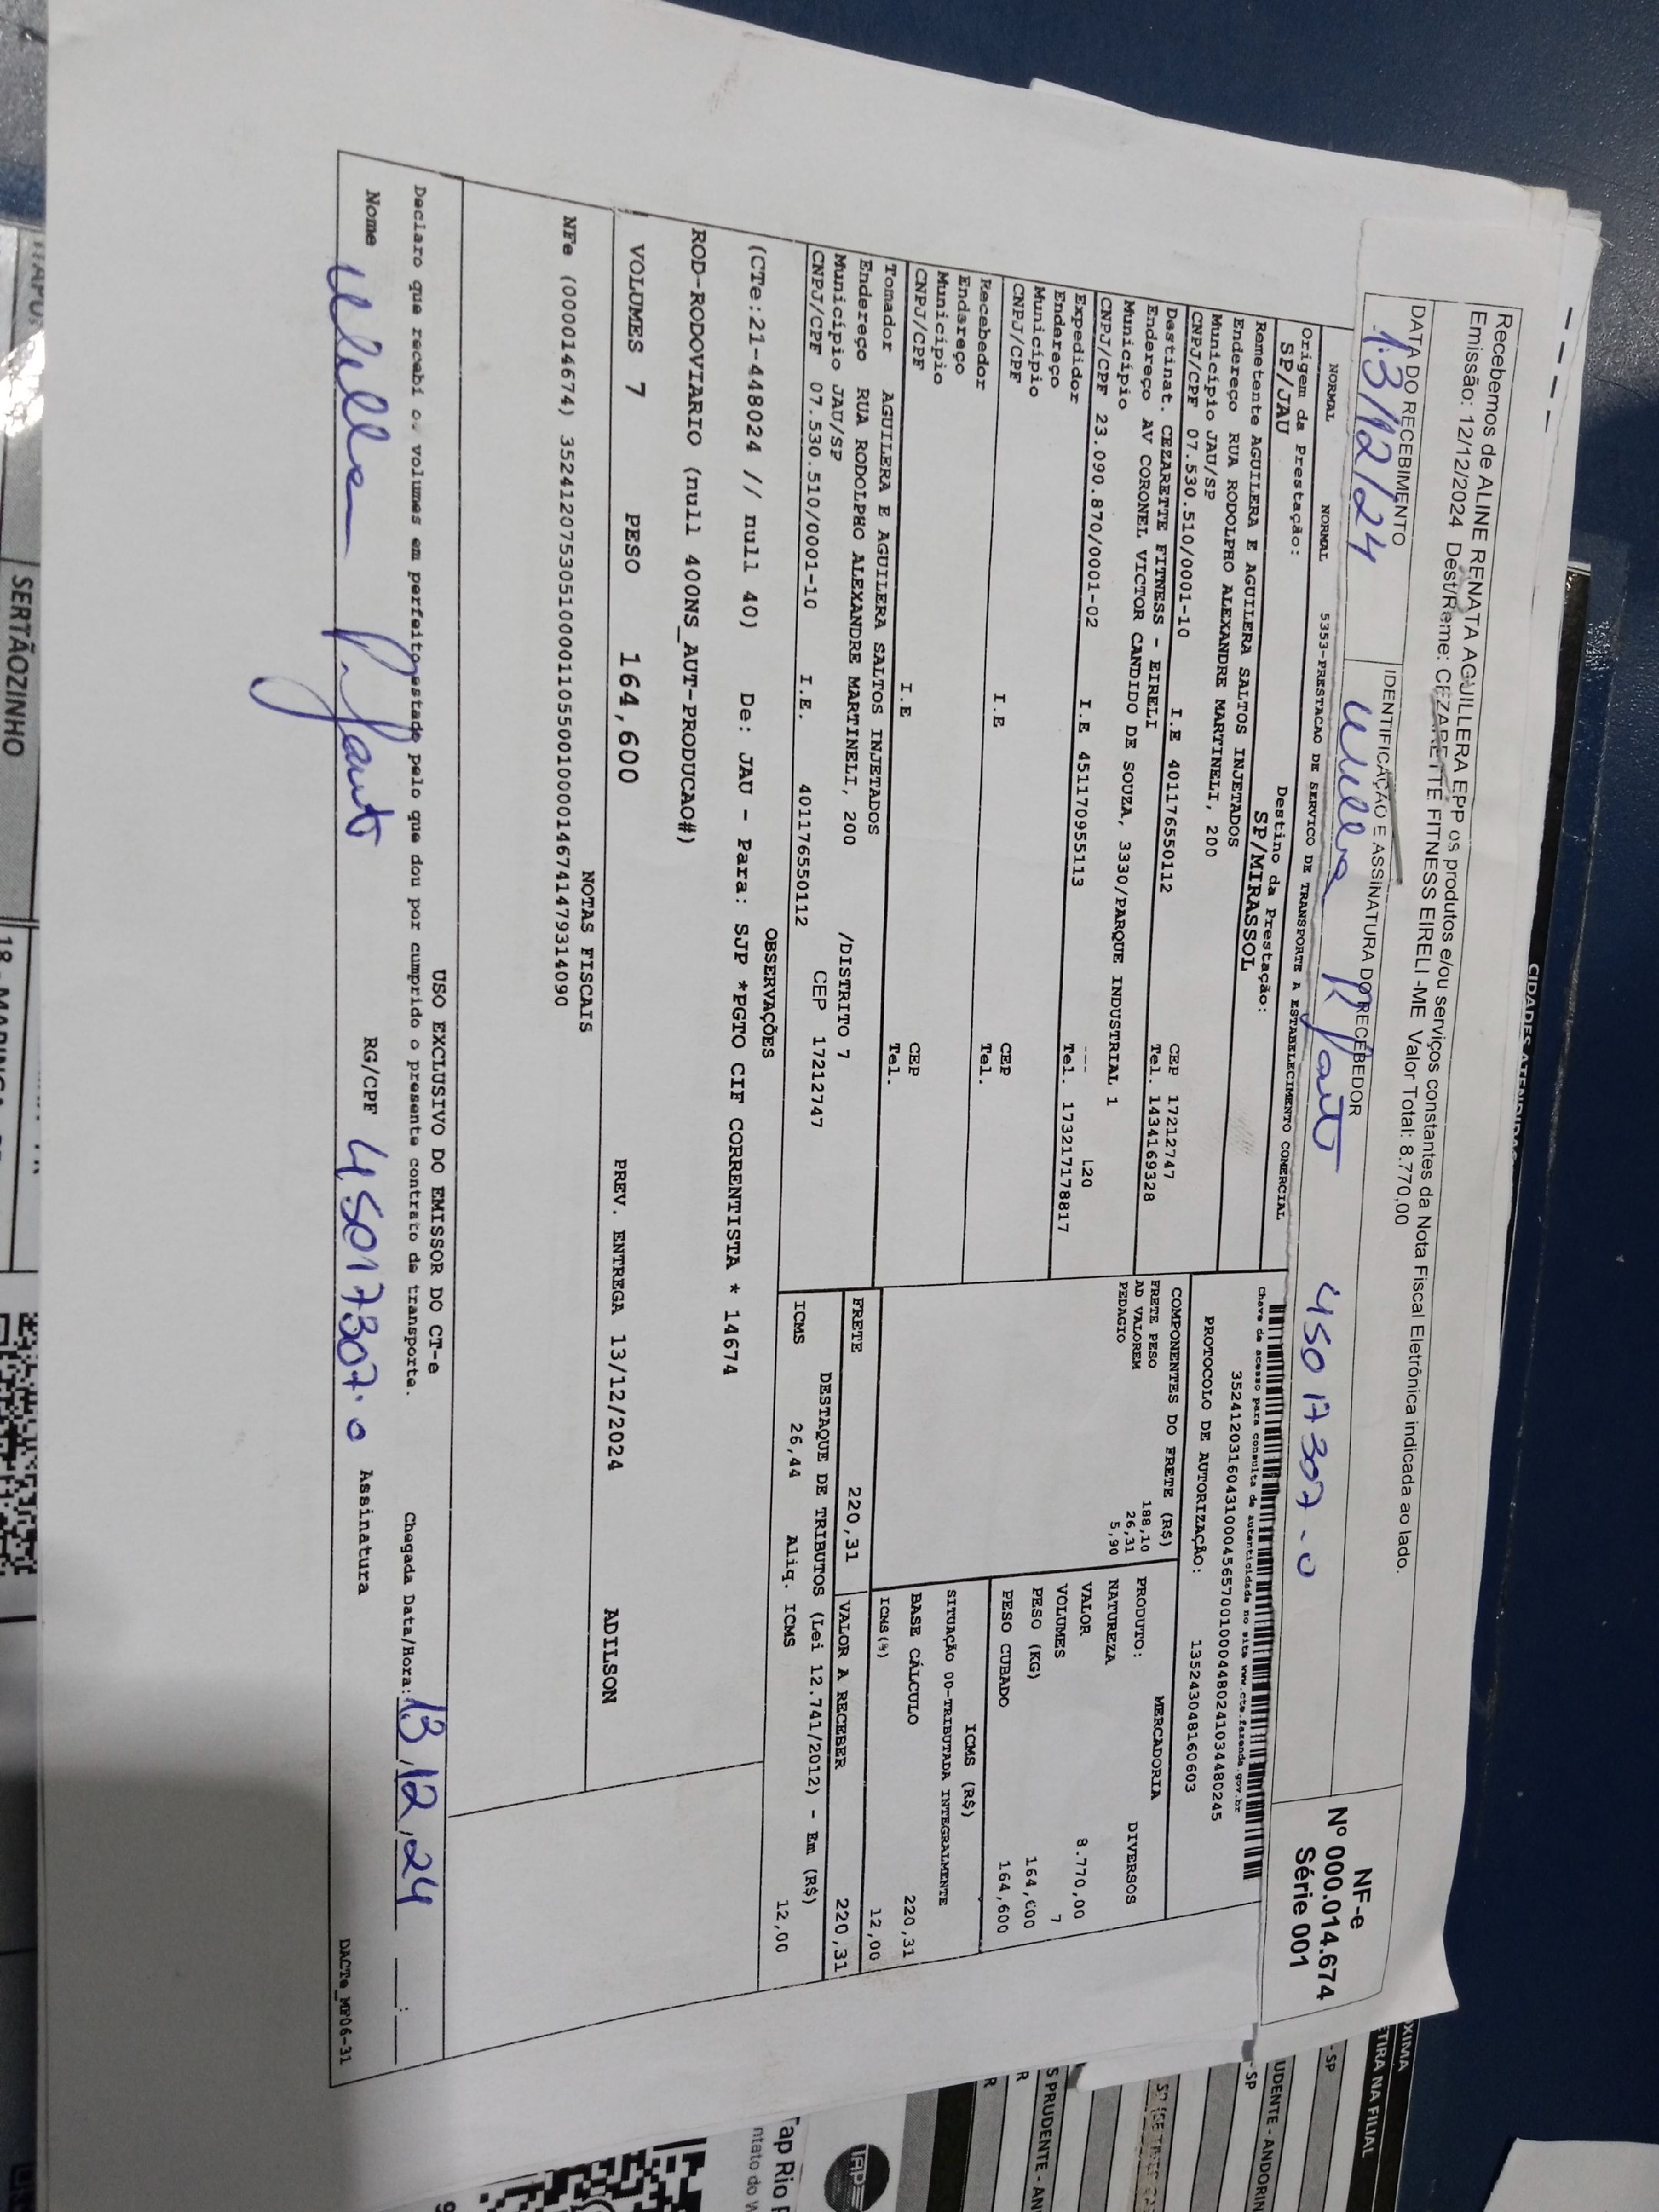 Recebemos de ALINE RENATA AGUILLERA EPP os produtos e/ou serviços constantes da Nota Fiscal Eletrônica indicada ao lado.
Emissão: 12/12/2024 Dest/Reme: CEZARETTE FITNESS EIRELI -ME Valor Total: 8.770,00
DATA DO RECEBIMENTO
13/12/24
IDENTIFICAÇÃO E ASSINATURA DO RECEBEDOR
45017307-0
NF-e
Nº 000.014.674
Série 001
NORMAL NORMAL 5353-PRESTACAO DE SERVICO DE TRANSPORTE A ESTABELECIMENTO COMERCIAL
Origem da Prestação: Destino da Prestação:
SP/JAU SP/MIRASSOL
Remetente AGUILERA E AGUILERA SALTOS INJETADOS
Endereço RUA RODOLPHO ALEXANDRE MARTINELI, 200
Município JAU/SP CEP 17212747
CNPJ/CPF 07.530.510/0001-10 I.E 401176550112 Tel. 1434169328
Destinat. CEZARETTE FITNESS - EIRELI
Endereço AV CORONEL VICTOR CANDIDO DE SOUZA, 3330/PARQUE INDUSTRIAL 1
Município
CNPJ/CPF 23.090.870/0001-02 I.E 451170955113 Tel. 173217178817
Expedidor
Endereço
Município CEP
CNPJ/CPF I.E Tel.
Recebedor
Endereço
Município CEP
CNPJ/CPF I.E Tel.
Tomador AGUILERA E AGUILERA SALTOS INJETADOS
Endereço RUA RODOLPHO ALEXANDRE MARTINELI, 200 /DISTRITO 7
Município JAU/SP CEP 17212747
CNPJ/CPF 07.530.510/0001-10 I.E. 401176550112
Chave de acesso para consulta de autenticidade no site www.cte.fazenda.gov.br
35241203160431000456570010004480241034480245
PROTOCOLO DE AUTORIZAÇÃO: 135243048160603
COMPONENTES DO FRETE (R$)
FRETE PESO 188,10
AD VALOREM 26,31
PEDAGIO 5,90
MERCADORIA
PRODUTO: DIVERSOS
NATUREZA
VALOR 8.770,00
VOLUMES 7
PESO (KG) 164,600
PESO CUBADO 164,600
ICMS (R$)
SITUAÇÃO 00-TRIBUTADA INTEGRALMENTE
BASE CÁLCULO 220,31
ICMS(%) 12,00
FRETE 220,31 VALOR A RECEBER 220,31
DESTAQUE DE TRIBUTOS (Lei 12.741/2012) - Em (R$)
ICMS 26,44 Aliq. ICMS 12,00
OBSERVAÇÕES
(CTe:21-448024 // null 40) De: JAU - Para: SJP *PGTO CIF CORRENTISTA * 14674
ROD-RODOVIARIO (null 400NS_AUT-PRODUCAO#)
VOLUMES 7 PESO 164,600 PREV. ENTREGA 13/12/2024 ADILSON
NOTAS FISCAIS
NFe (000014674) 35241207530510000110550010000146741479314090
USO EXCLUSIVO DO EMISSOR DO CT-e
Declaro que recebi os volumes em perfeito estado pelo que dou por cumprido o presente contrato de transporte. Chegada Data/Hora: 13/12/24 :
Nome RG/CPF 45017307.0 Assinatura
DACTe_MF06-31
SERTÃOZINHO